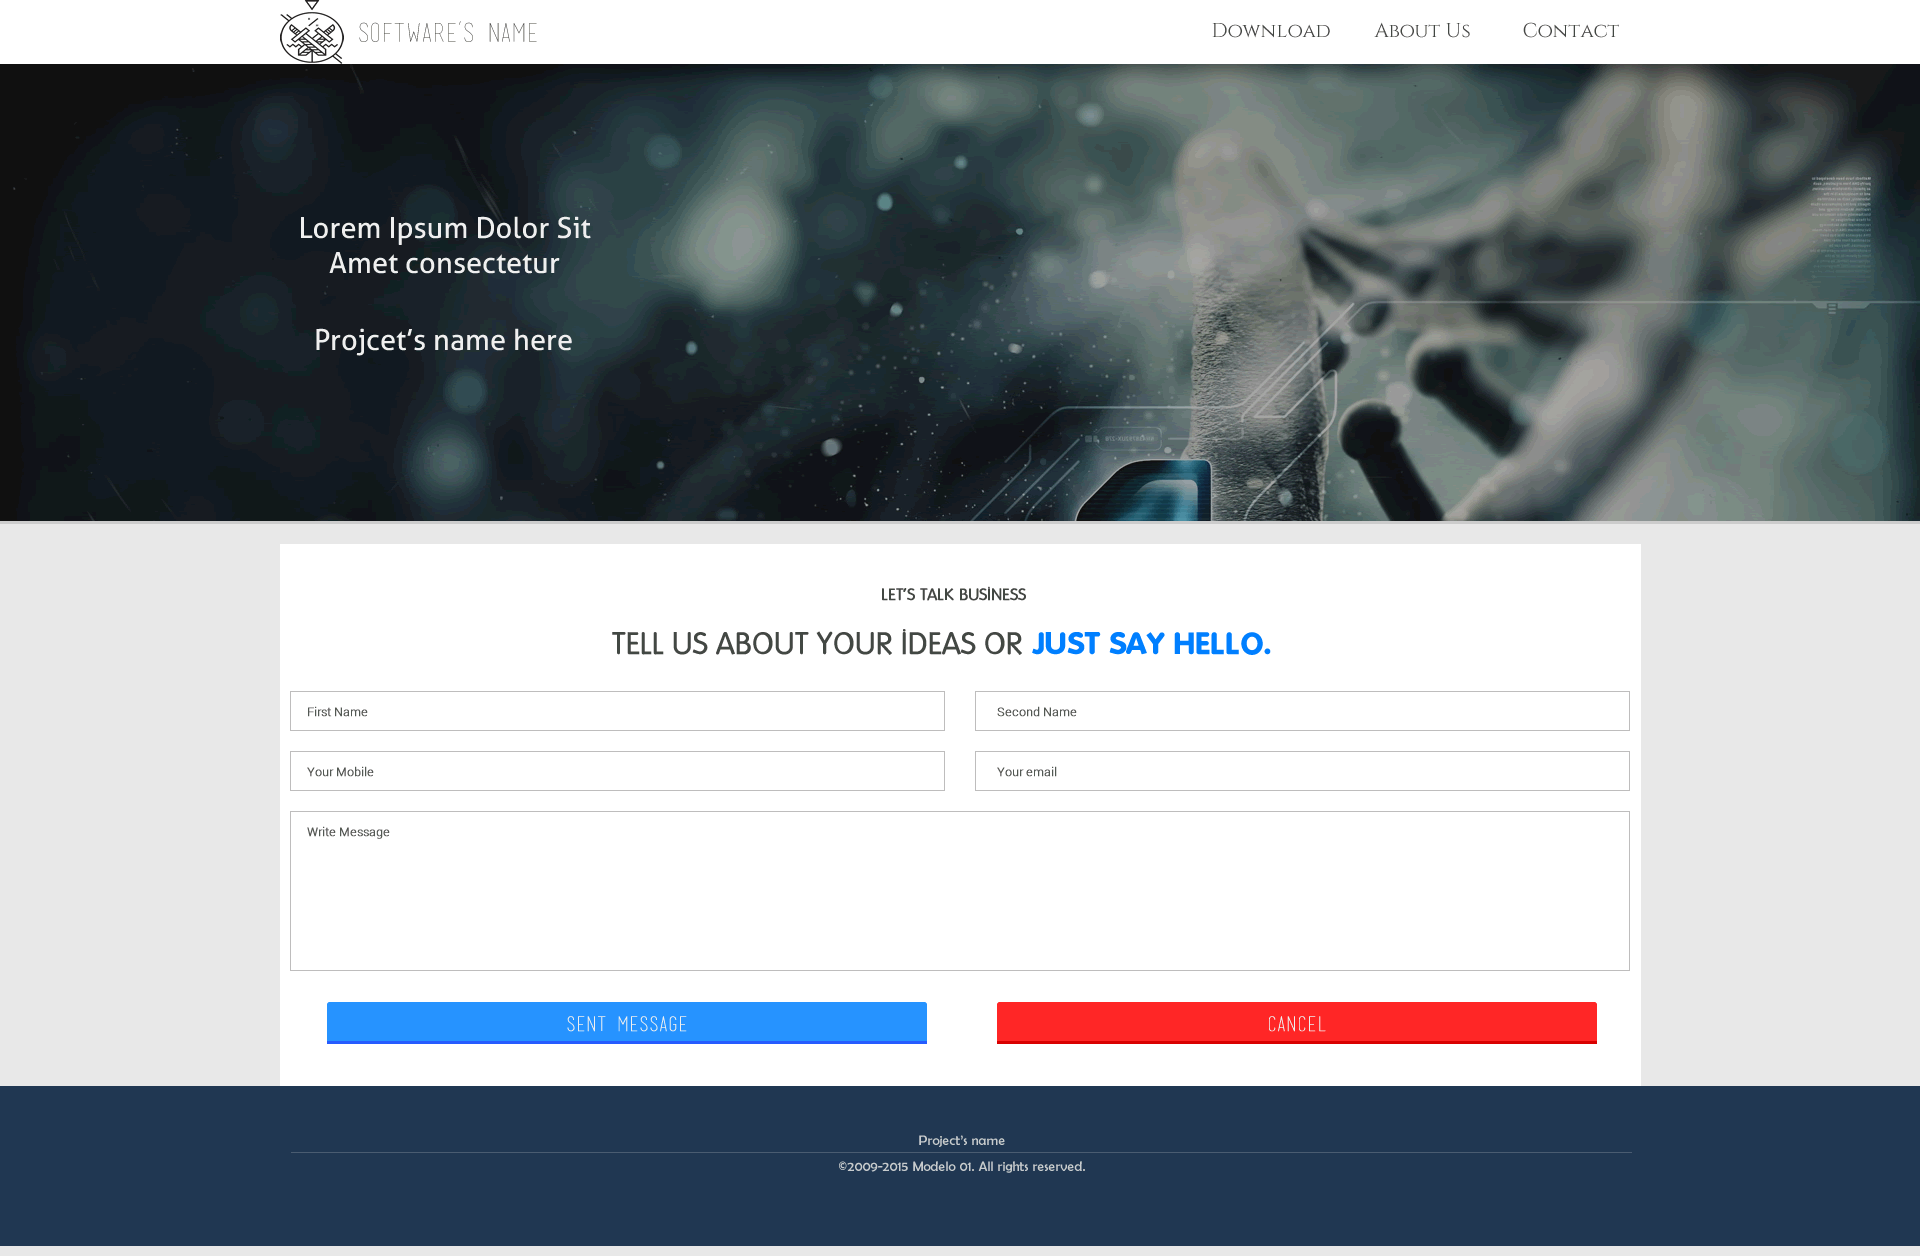 SOFTWARE'S NAME
Download About Us Contact
Lorem Ipsum Dolor Sit
Amet consectetur
Projcet's name here
LET'S TALK BUSİNESS
TELL US ABOUT YOUR İDEAS OR JUST SAY HELLO.
First Name
Second Name
Your Mobile
Your email
Write Message
SENT MESSAGE
CANCEL
Project's name
©2009-2015 Modelo 01. All rights reserved.